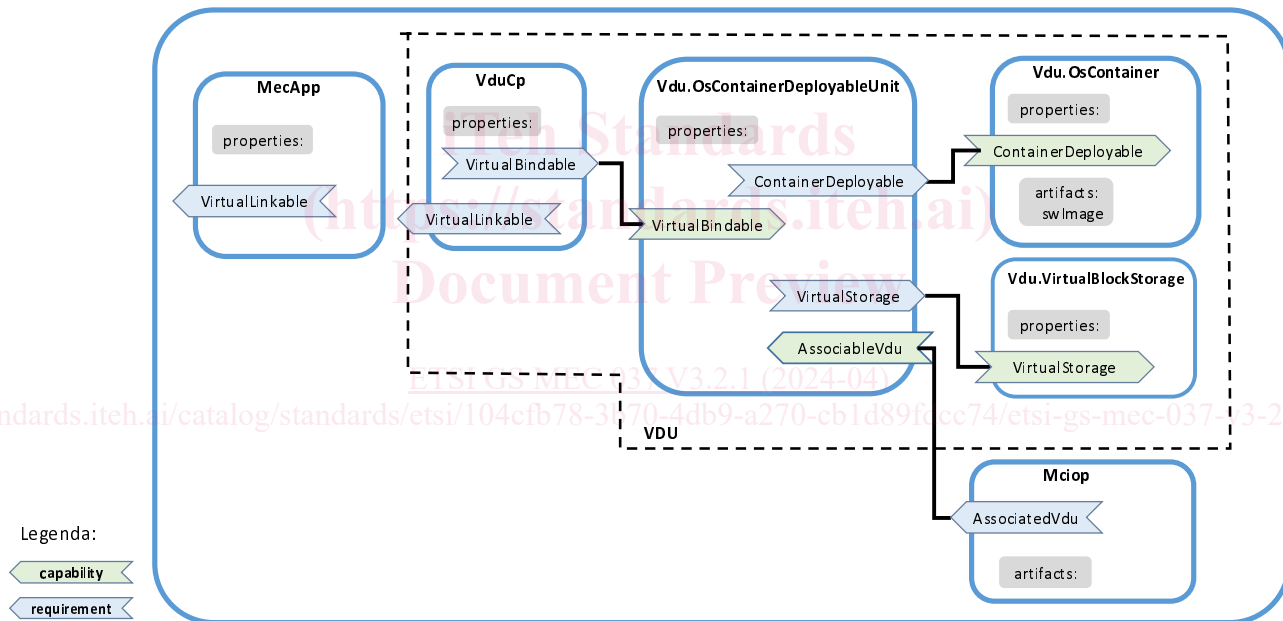 MecApp
properties:
VirtualLinkable
VduCp
properties:
VirtualBindable
VirtualLinkable
Vdu.OsContainerDeployableUnit
properties:
ContainerDeployable
VirtualBindable
VirtualStorage
AssociableVdu
Vdu.OsContainer
properties:
ContainerDeployable
artifacts:
swImage
Vdu.VirtualBlockStorage
properties:
VirtualStorage
VDU
Mciop
AssociatedVdu
artifacts:
Legenda:
capability
requirement
iTeh Standards
(https://standards.iteh.ai)
Document Preview
ETSI GS MEC 037 V3.2.1 (2024-04)